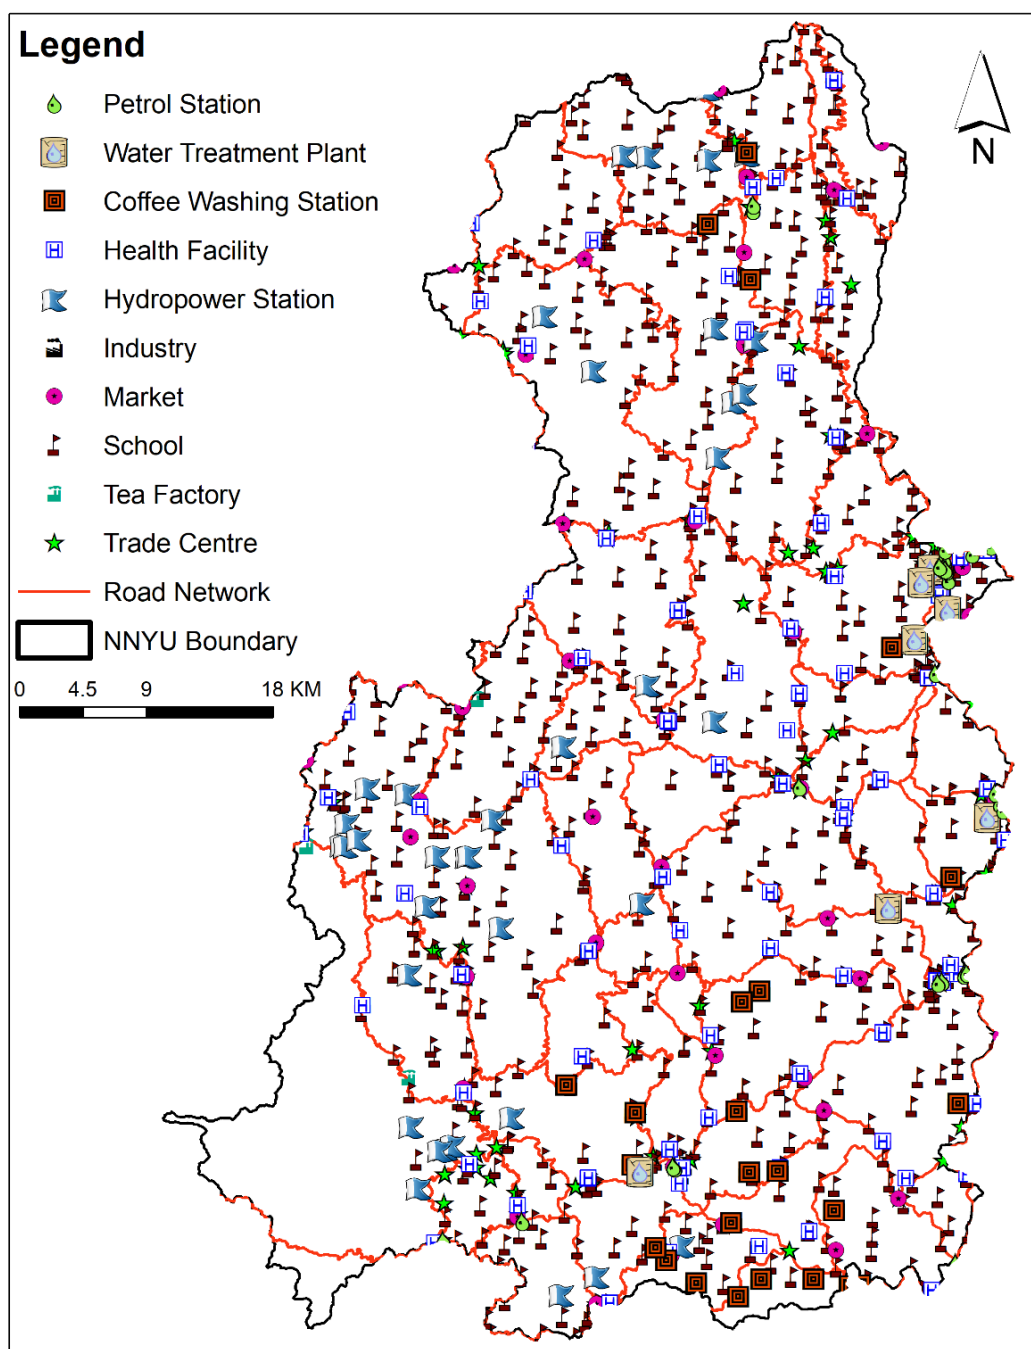 Legend
Petrol Station
Water Treatment Plant
Coffee Washing Station
Health Facility
Hydropower Station
Industry
Market
School
Tea Factory
Trade Centre
Road Network
NNYU Boundary
0 4.5 9 18 KM
N